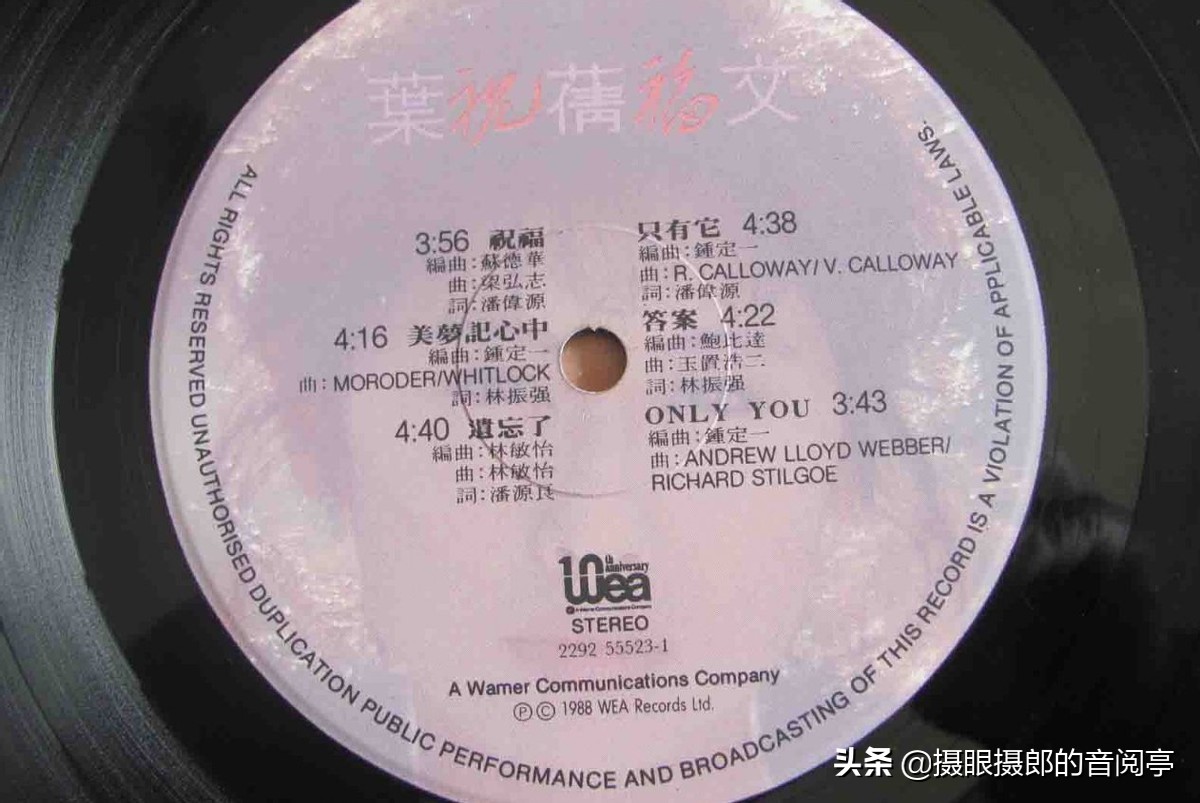 葉祝蒨福文
3:56 祝福
編曲:蘇德華
曲:梁弘志
詞:潘偉源
4:16 美夢記心中
編曲:鍾定一
曲:MORODER/WHITLOCK
詞:林振强
4:40 遺忘了
編曲:林敏怡
曲:林敏怡
詞:潘源良
只有它 4:38
編曲:鍾定一
曲:R. CALLOWAY/V. CALLOWAY
詞:潘偉源
答案 4:22
編曲:鮑比達
曲:玉置浩二
詞:林振强
ONLY YOU 3:43
編曲:鍾定一
曲:ANDREW LLOYD WEBBER/
RICHARD STILGOE
10th Anniversary
wea
A Warner Communications Company
STEREO
2292 55523-1
A Warner Communications Company
Ⓟ© 1988 WEA Records Ltd.
ALL RIGHTS RESERVED UNAUTHORISED DUPLICATION PUBLIC PERFORMANCE AND BROADCASTING OF THIS RECORD IS A VIOLATION OF APPLICABLE LAWS.
头条 @摄眼摄郎的音阅亭